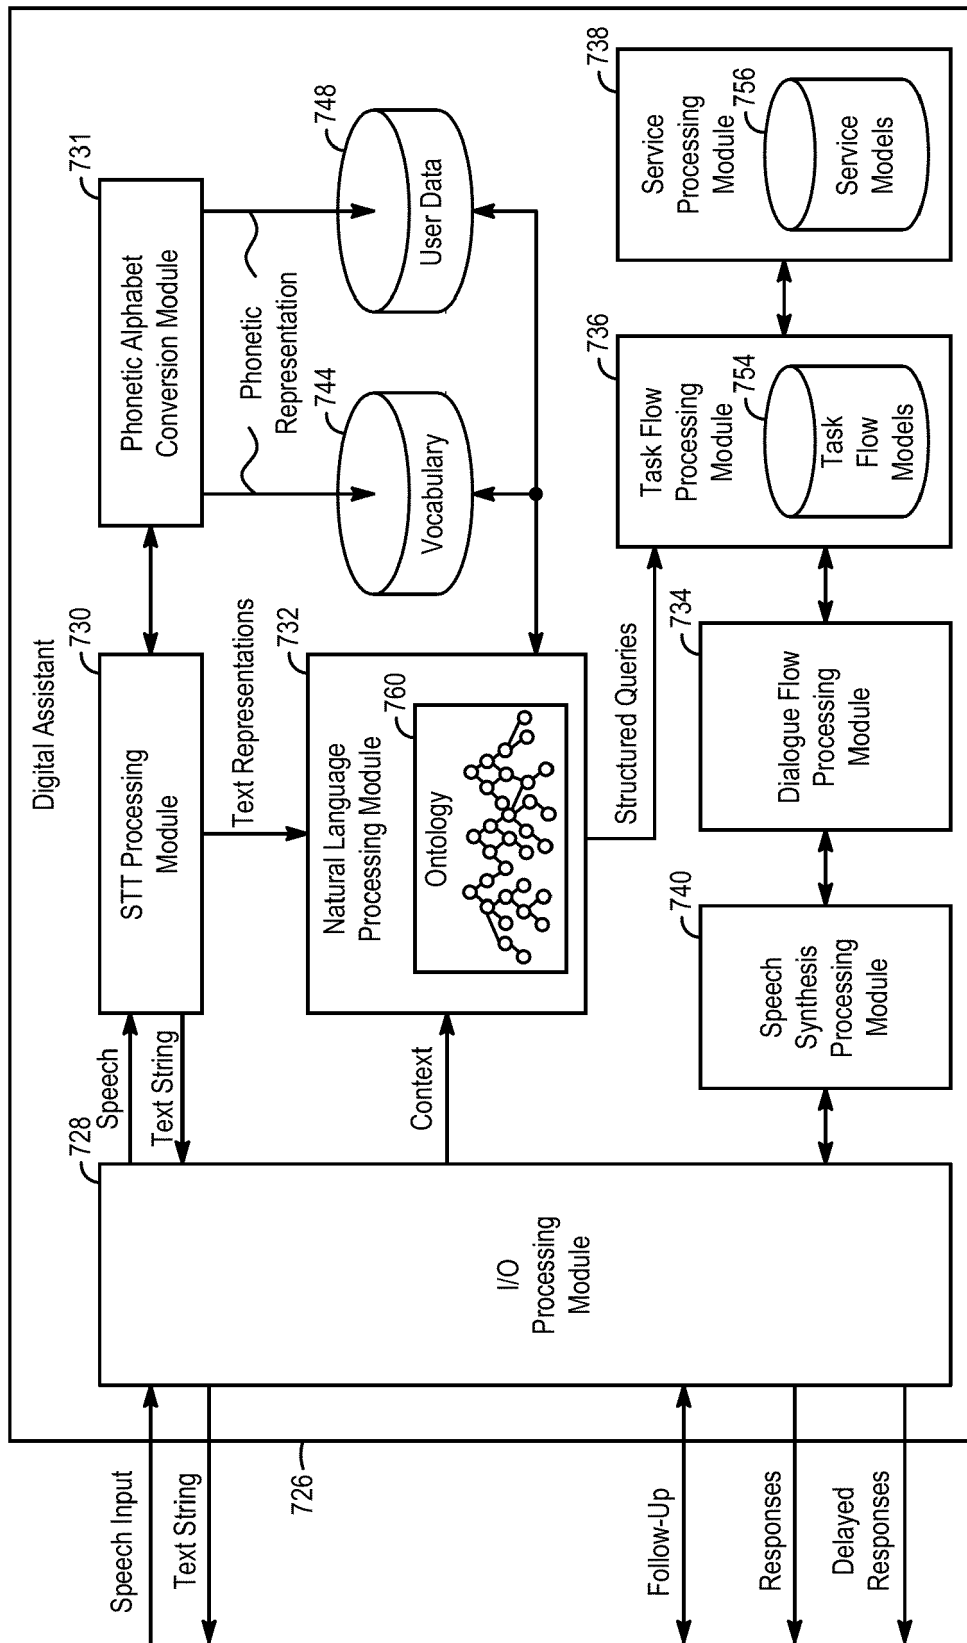 Digital Assistant
726
Speech Input
Text String
Follow-Up
Responses
Delayed
Responses
728
I/O
Processing
Module
Speech
Text String
Context
730
STT Processing
Module
731
Phonetic Alphabet
Conversion Module
Text Representations
Phonetic
Representation
732
Natural Language
Processing Module
760
Ontology
744
Vocabulary
748
User Data
Structured Queries
740
Speech
Synthesis
Processing
Module
734
Dialogue Flow
Processing
Module
736
Task Flow
Processing
Module
754
Task
Flow
Models
738
Service
Processing
Module
756
Service
Models